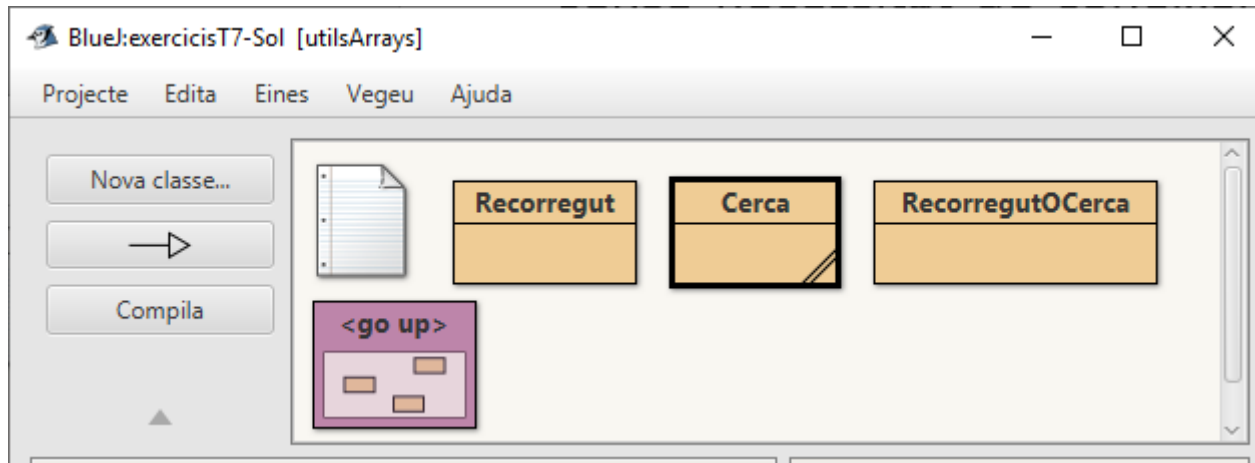 BlueJ:exercicisT7-Sol [utilsArrays]
Projecte Edita Eines Vegeu Ajuda
Nova classe...
Compila
Recorregut
Cerca
RecorregutOCerca
<go up>